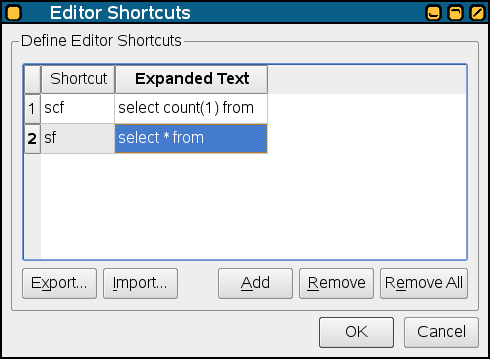 Editor Shortcuts
Define Editor Shortcuts
Shortcut Expanded Text
1 scf select count(1) from
2 sf select * from
Export... Import... Add Remove Remove All
OK Cancel